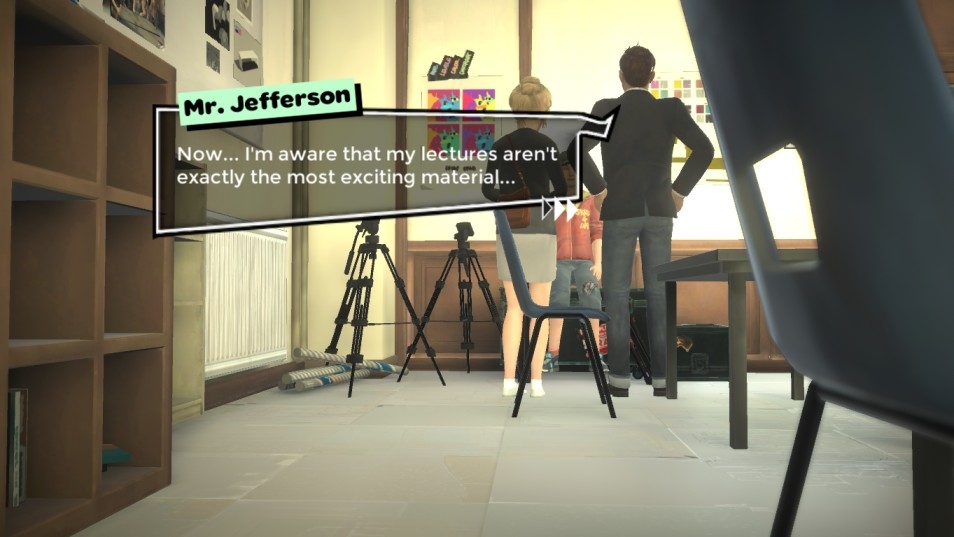 Mr. Jefferson
Now... I'm aware that my lectures aren't
exactly the most exciting material...